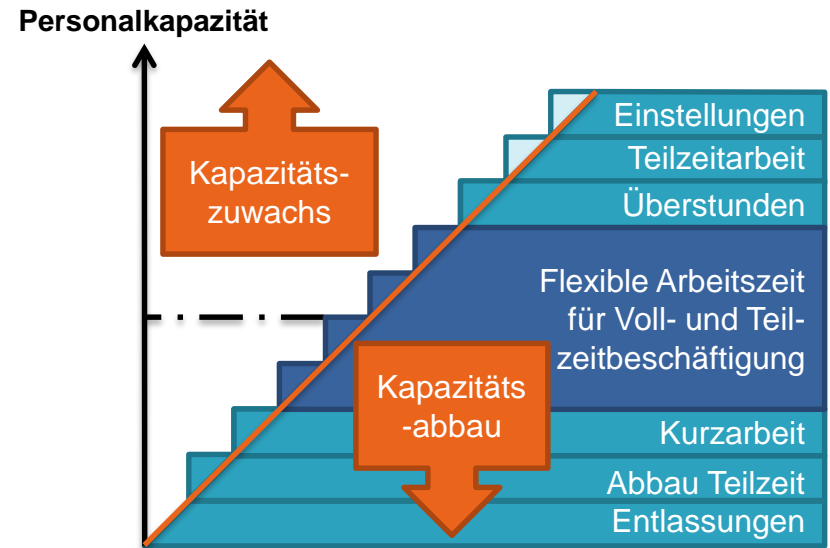 Personalkapazität
Kapazitäts-
zuwachs
Einstellungen
Teilzeitarbeit
Überstunden
Flexible Arbeitszeit
für Voll- und Teil-
zeitbeschäftigung
Kapazitäts
-abbau
Kurzarbeit
Abbau Teilzeit
Entlassungen